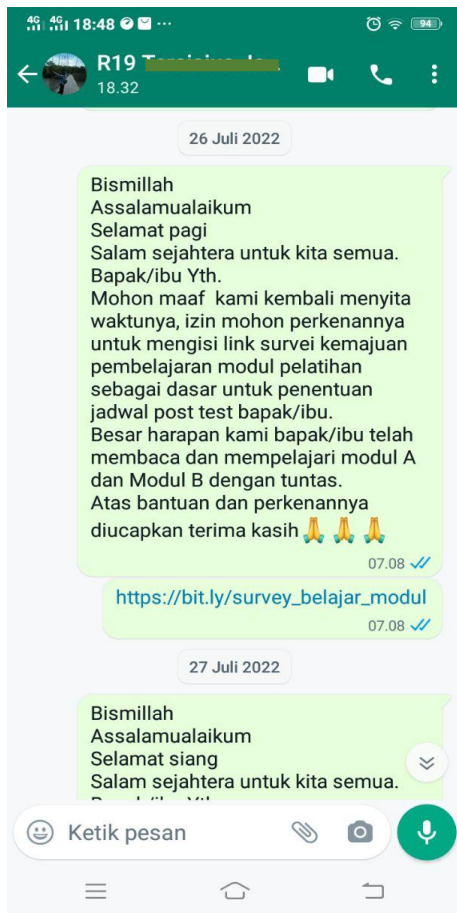 4G 4G 18:48 ...
94
R19
18.32
26 Juli 2022
Bismillah
Assalamualaikum
Selamat pagi
Salam sejahtera untuk kita semua.
Bapak/ibu Yth.
Mohon maaf kami kembali menyita
waktunya, izin mohon perkenannya
untuk mengisi link survei kemajuan
pembelajaran modul pelatihan
sebagai dasar untuk penentuan
jadwal post test bapak/ibu.
Besar harapan kami bapak/ibu telah
membaca dan mempelajari modul A
dan Modul B dengan tuntas.
Atas bantuan dan perkenannya
diucapkan terima kasih🙏 🙏 🙏
07.08
https://bit.ly/survey_belajar_modul
07.08
27 Juli 2022
Bismillah
Assalamualaikum
Selamat siang
Salam sejahtera untuk kita semua.
Ketik pesan